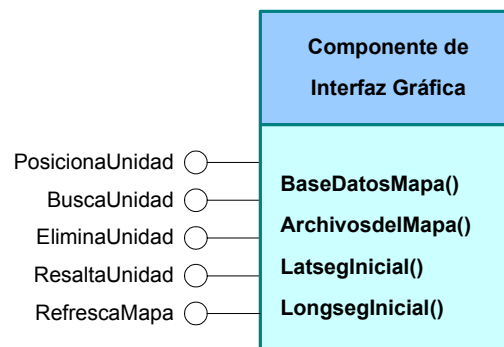 Componente de
Interfaz Gráfica
PosicionaUnidad
BuscaUnidad
EliminaUnidad
ResaltaUnidad
RefrescaMapa
BaseDatosMapa()
ArchivosdelMapa()
LatsegInicial()
LongsegInicial()